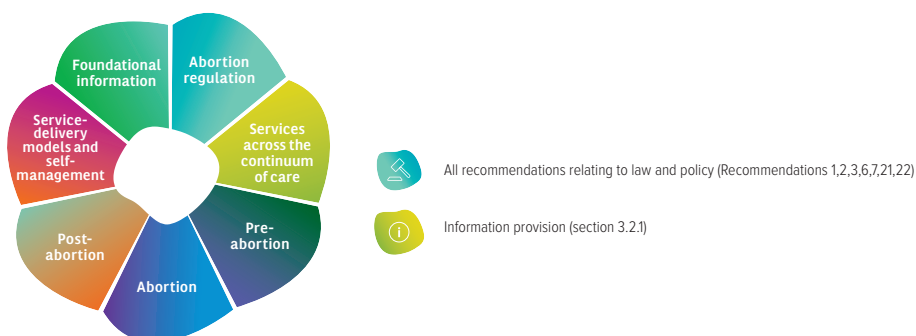 Foundational
information
Abortion
regulation
Services
across the
continuum
of care
Pre-
abortion
Abortion
Post-
abortion
Service-
delivery
models and
self-
management
All recommendations relating to law and policy (Recommendations 1,2,3,6,7,21,22)
Information provision (section 3.2.1)